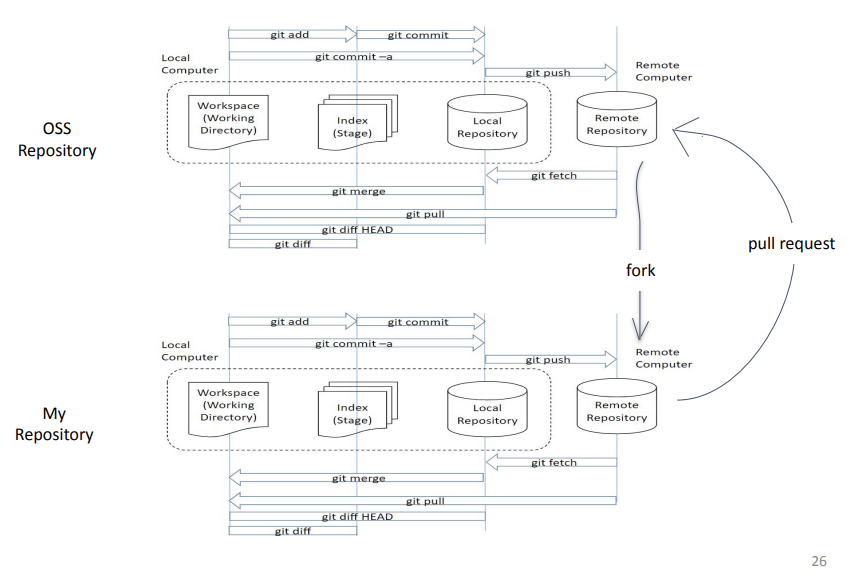 git add
git commit
git commit –a
Local
Computer
git push
Remote
Computer
OSS
Repository
Workspace
(Working
Directory)
Index
(Stage)
Local
Repository
Remote
Repository
git fetch
git merge
git pull
git diff HEAD
git diff
fork
pull request
git add
git commit
git commit –a
Local
Computer
git push
Remote
Computer
My
Repository
Workspace
(Working
Directory)
Index
(Stage)
Local
Repository
Remote
Repository
git fetch
git merge
git pull
git diff HEAD
git diff
26